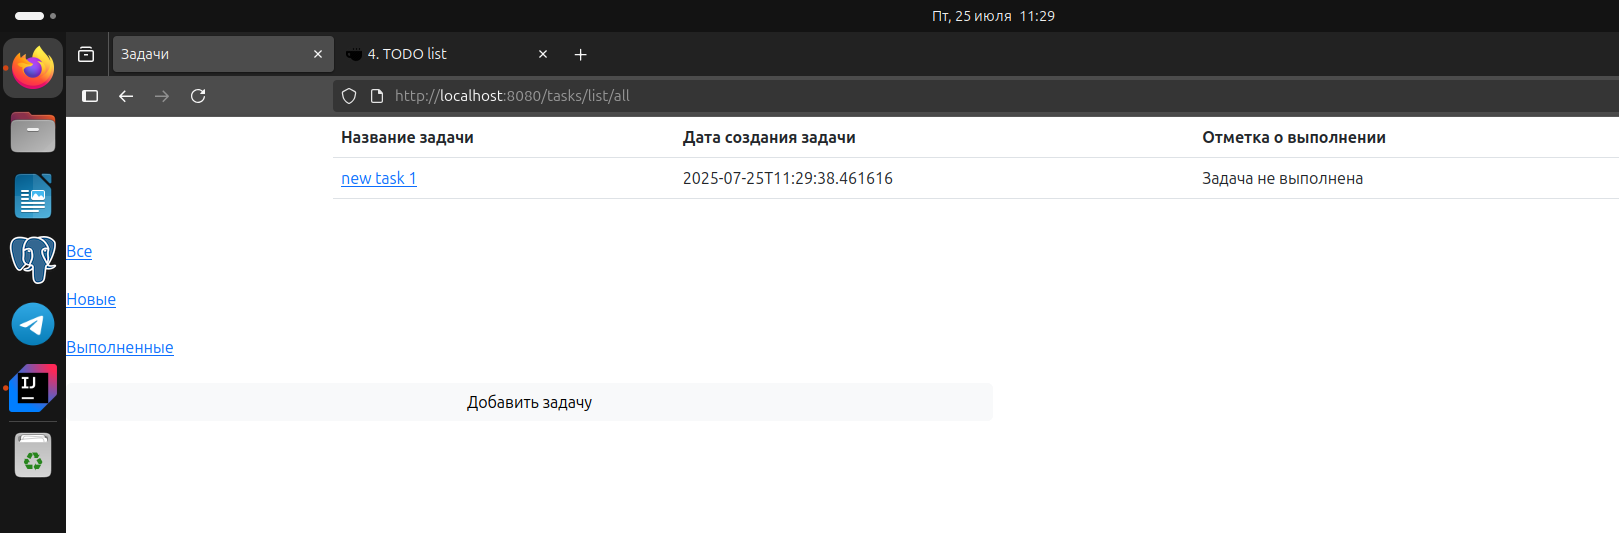 Пт, 25 июля 11:29
Задачи
4. TODO list
http://localhost:8080/tasks/list/all
Название задачи Дата создания задачи Отметка о выполнении
new task 1 2025-07-25T11:29:38.461616 Задача не выполнена
Все
Новые
Выполненные
Добавить задачу
IJ